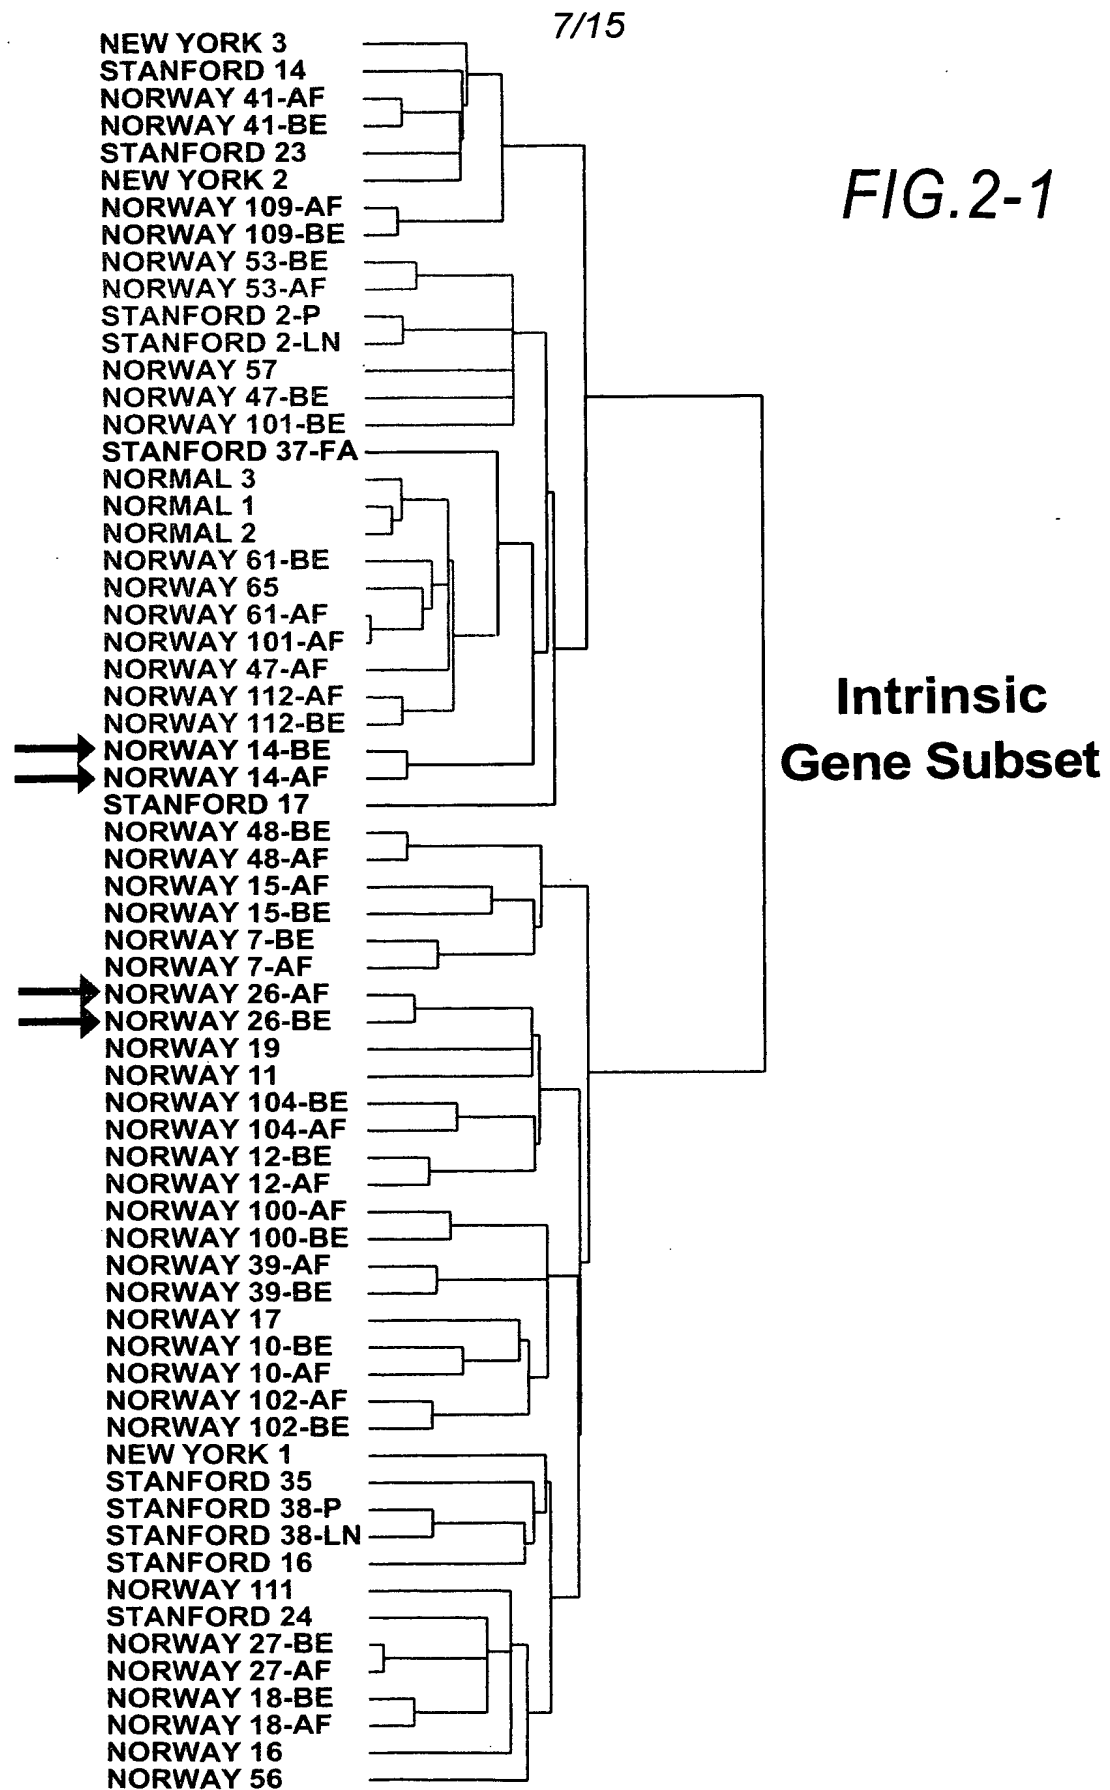 7/15
NEW YORK 3
STANFORD 14
NORWAY 41-AF
NORWAY 41-BE
STANFORD 23
NEW YORK 2
NORWAY 109-AF
NORWAY 109-BE
NORWAY 53-BE
NORWAY 53-AF
STANFORD 2-P
STANFORD 2-LN
NORWAY 57
NORWAY 47-BE
NORWAY 101-BE
STANFORD 37-FA
NORMAL 3
NORMAL 1
NORMAL 2
NORWAY 61-BE
NORWAY 65
NORWAY 61-AF
NORWAY 101-AF
NORWAY 47-AF
NORWAY 112-AF
NORWAY 112-BE
NORWAY 14-BE
NORWAY 14-AF
STANFORD 17
NORWAY 48-BE
NORWAY 48-AF
NORWAY 15-AF
NORWAY 15-BE
NORWAY 7-BE
NORWAY 7-AF
NORWAY 26-AF
NORWAY 26-BE
NORWAY 19
NORWAY 11
NORWAY 104-BE
NORWAY 104-AF
NORWAY 12-BE
NORWAY 12-AF
NORWAY 100-AF
NORWAY 100-BE
NORWAY 39-AF
NORWAY 39-BE
NORWAY 17
NORWAY 10-BE
NORWAY 10-AF
NORWAY 102-AF
NORWAY 102-BE
NEW YORK 1
STANFORD 35
STANFORD 38-P
STANFORD 38-LN
STANFORD 16
NORWAY 111
STANFORD 24
NORWAY 27-BE
NORWAY 27-AF
NORWAY 18-BE
NORWAY 18-AF
NORWAY 16
NORWAY 56
FIG.2-1
Intrinsic
Gene Subset